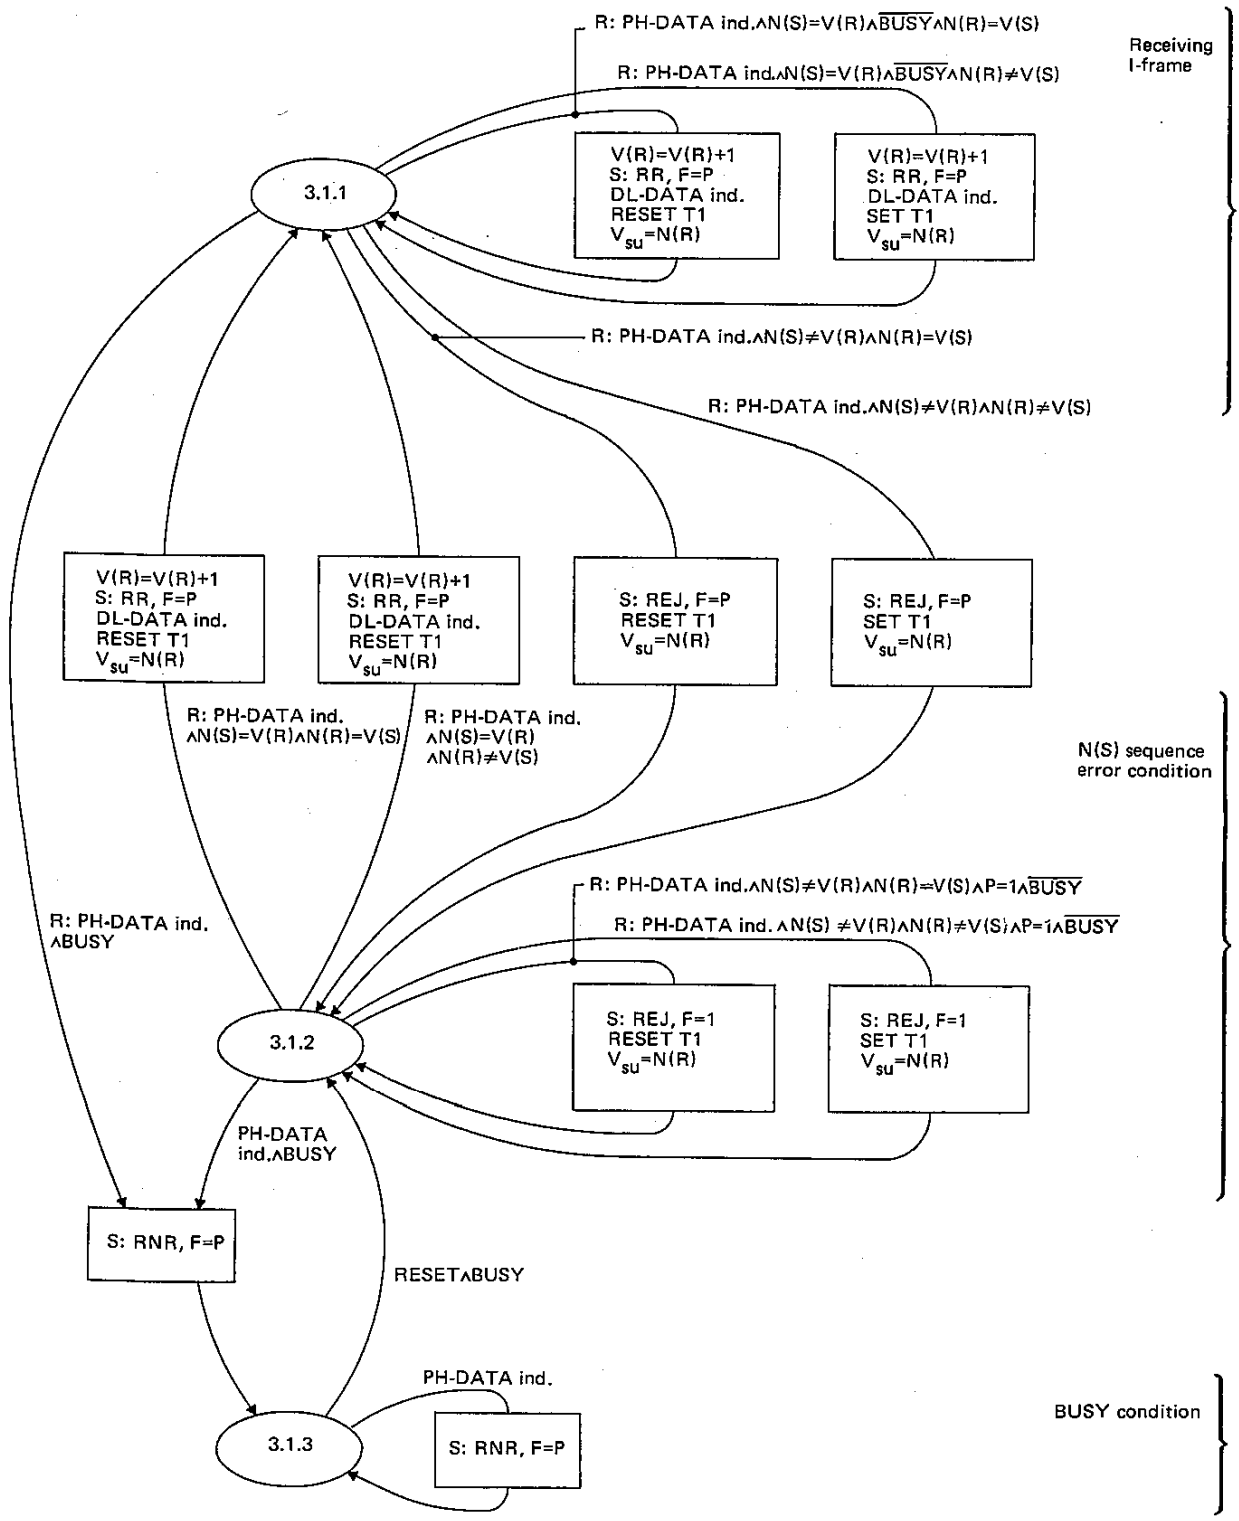 R: PH-DATA ind.∧N(S)=V(R)∧B̅U̅S̅Y̅∧N(R)=V(S)
Receiving
I-frame
R: PH-DATA ind.∧N(S)=V(R)∧B̅U̅S̅Y̅∧N(R)≠V(S)
V(R)=V(R)+1
S: RR, F=P
DL-DATA ind.
RESET T1
Vsu=N(R)
V(R)=V(R)+1
S: RR, F=P
DL-DATA ind.
SET T1
Vsu=N(R)
3.1.1
R: PH-DATA ind.∧N(S)≠V(R)∧N(R)=V(S)
R: PH-DATA ind.∧N(S)≠V(R)∧N(R)≠V(S)
V(R)=V(R)+1
S: RR, F=P
DL-DATA ind.
RESET T1
Vsu=N(R)
V(R)=V(R)+1
S: RR, F=P
DL-DATA ind.
RESET T1
Vsu=N(R)
S: REJ, F=P
RESET T1
Vsu=N(R)
S: REJ, F=P
SET T1
Vsu=N(R)
R: PH-DATA ind.
∧N(S)=V(R)∧N(R)=V(S)
R: PH-DATA ind.
∧N(S)=V(R)
∧N(R)≠V(S)
N(S) sequence
error condition
R: PH-DATA ind.∧N(S)≠V(R)∧N(R)=V(S)∧P=1∧B̅U̅S̅Y̅
R: PH-DATA ind.∧N(S) ≠V(R)∧N(R)≠V(S)∧P=1∧B̅U̅S̅Y̅
R: PH-DATA ind.
∧BUSY
S: REJ, F=1
RESET T1
Vsu=N(R)
S: REJ, F=1
SET T1
Vsu=N(R)
3.1.2
PH-DATA
ind.∧BUSY
S: RNR, F=P
RESET∧BUSY
PH-DATA ind.
BUSY condition
3.1.3
S: RNR, F=P